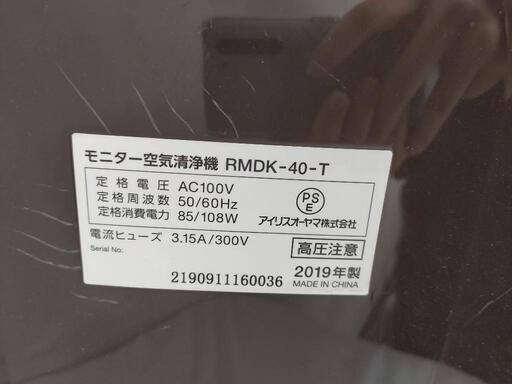 モニター空気清浄機 RMDK-40-T
定格電圧 AC100V
定格周波数 50/60Hz
定格消費電力 85/108W
PS
E
アイリスオーヤマ株式会社
電流ヒューズ 3.15A/300V
高圧注意
Serial No:
2190911160036
2019年製
MADE IN CHINA